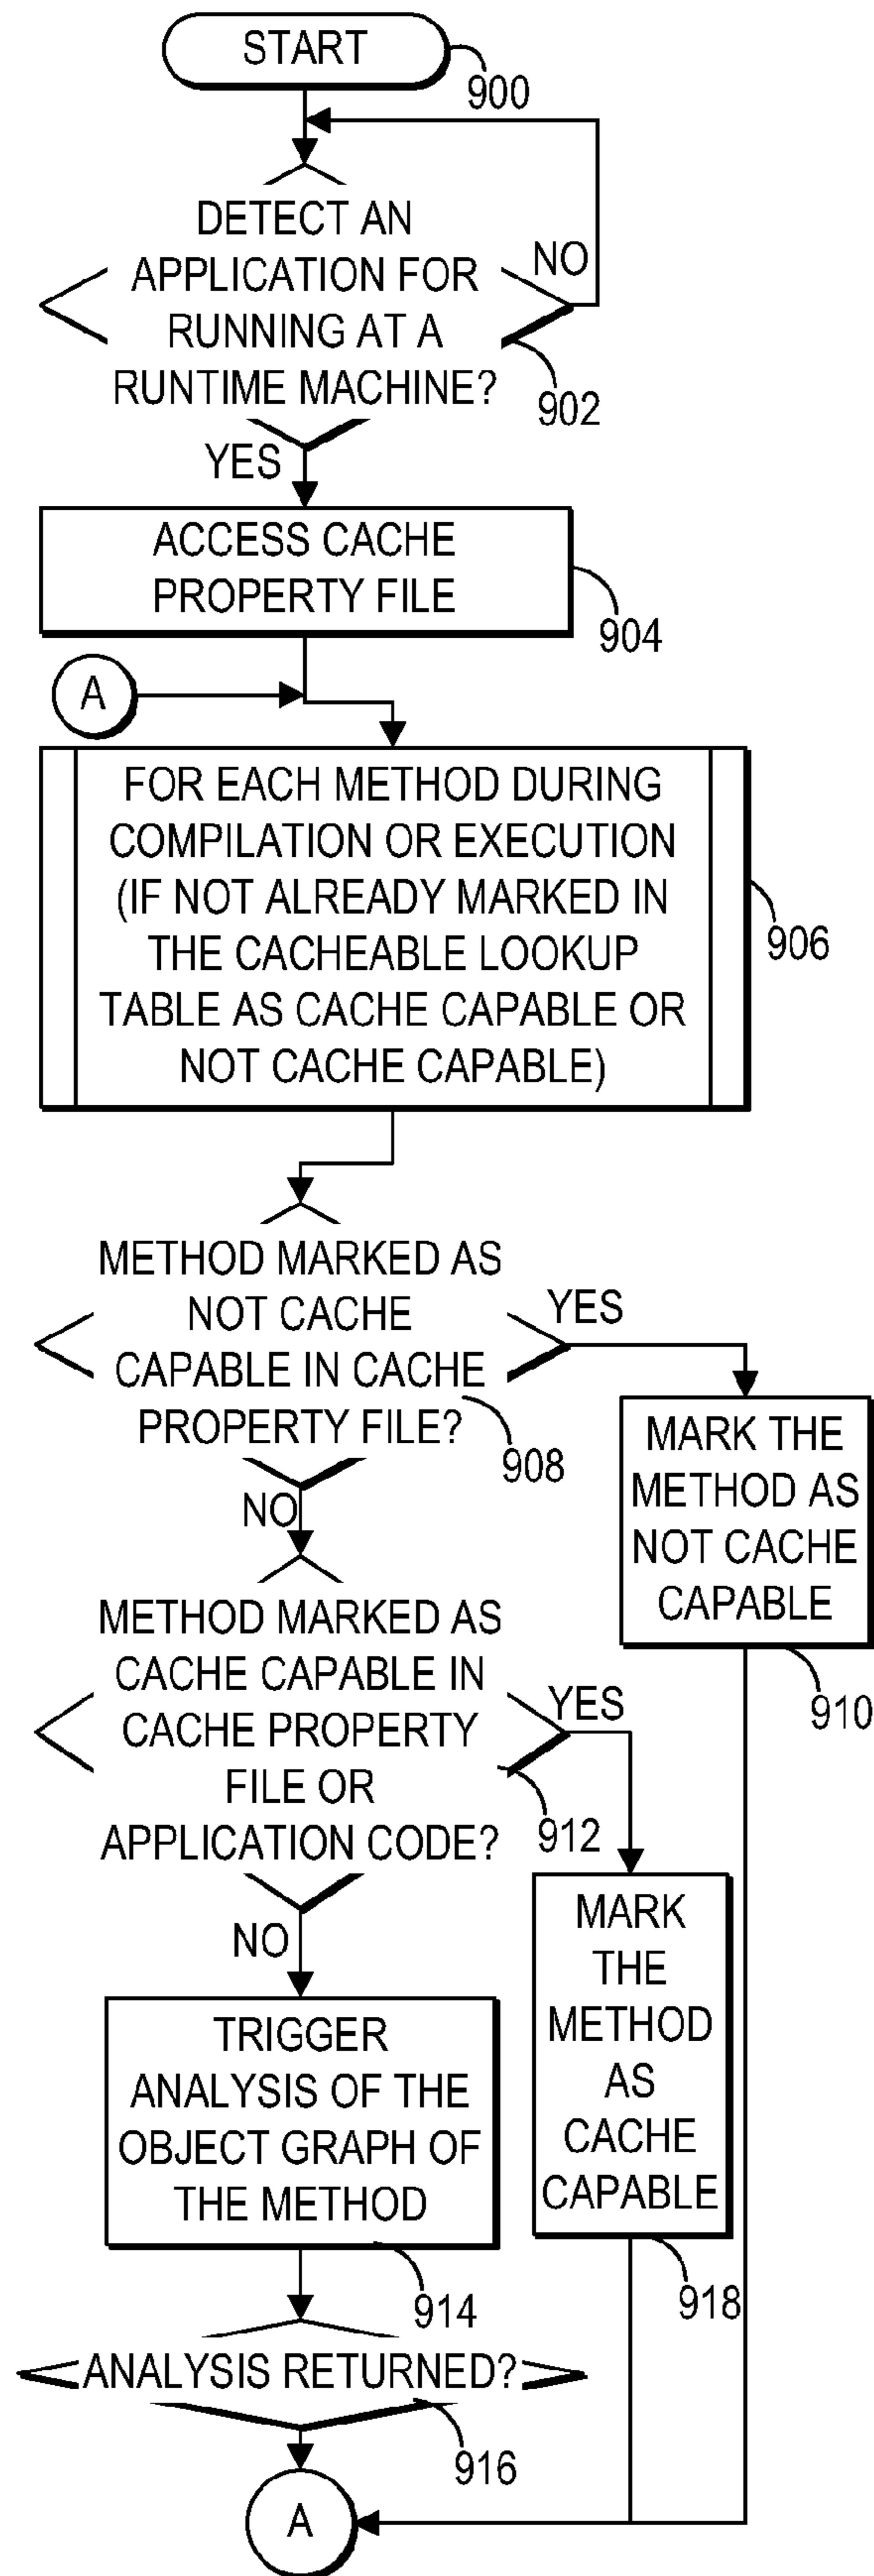 START
900
DETECT AN
APPLICATION FOR
RUNNING AT A
RUNTIME MACHINE?
NO
902
YES
ACCESS CACHE
PROPERTY FILE
904
A
FOR EACH METHOD DURING
COMPILATION OR EXECUTION
(IF NOT ALREADY MARKED IN
THE CACHEABLE LOOKUP
TABLE AS CACHE CAPABLE OR
NOT CACHE CAPABLE)
906
METHOD MARKED AS
NOT CACHE
CAPABLE IN CACHE
PROPERTY FILE?
YES
908
NO
MARK THE
METHOD AS
NOT CACHE
CAPABLE
910
METHOD MARKED AS
CACHE CAPABLE IN
CACHE PROPERTY
FILE OR
APPLICATION CODE?
YES
912
NO
MARK
THE
METHOD
AS
CACHE
CAPABLE
918
TRIGGER
ANALYSIS OF THE
OBJECT GRAPH OF
THE METHOD
914
ANALYSIS RETURNED?
916
A